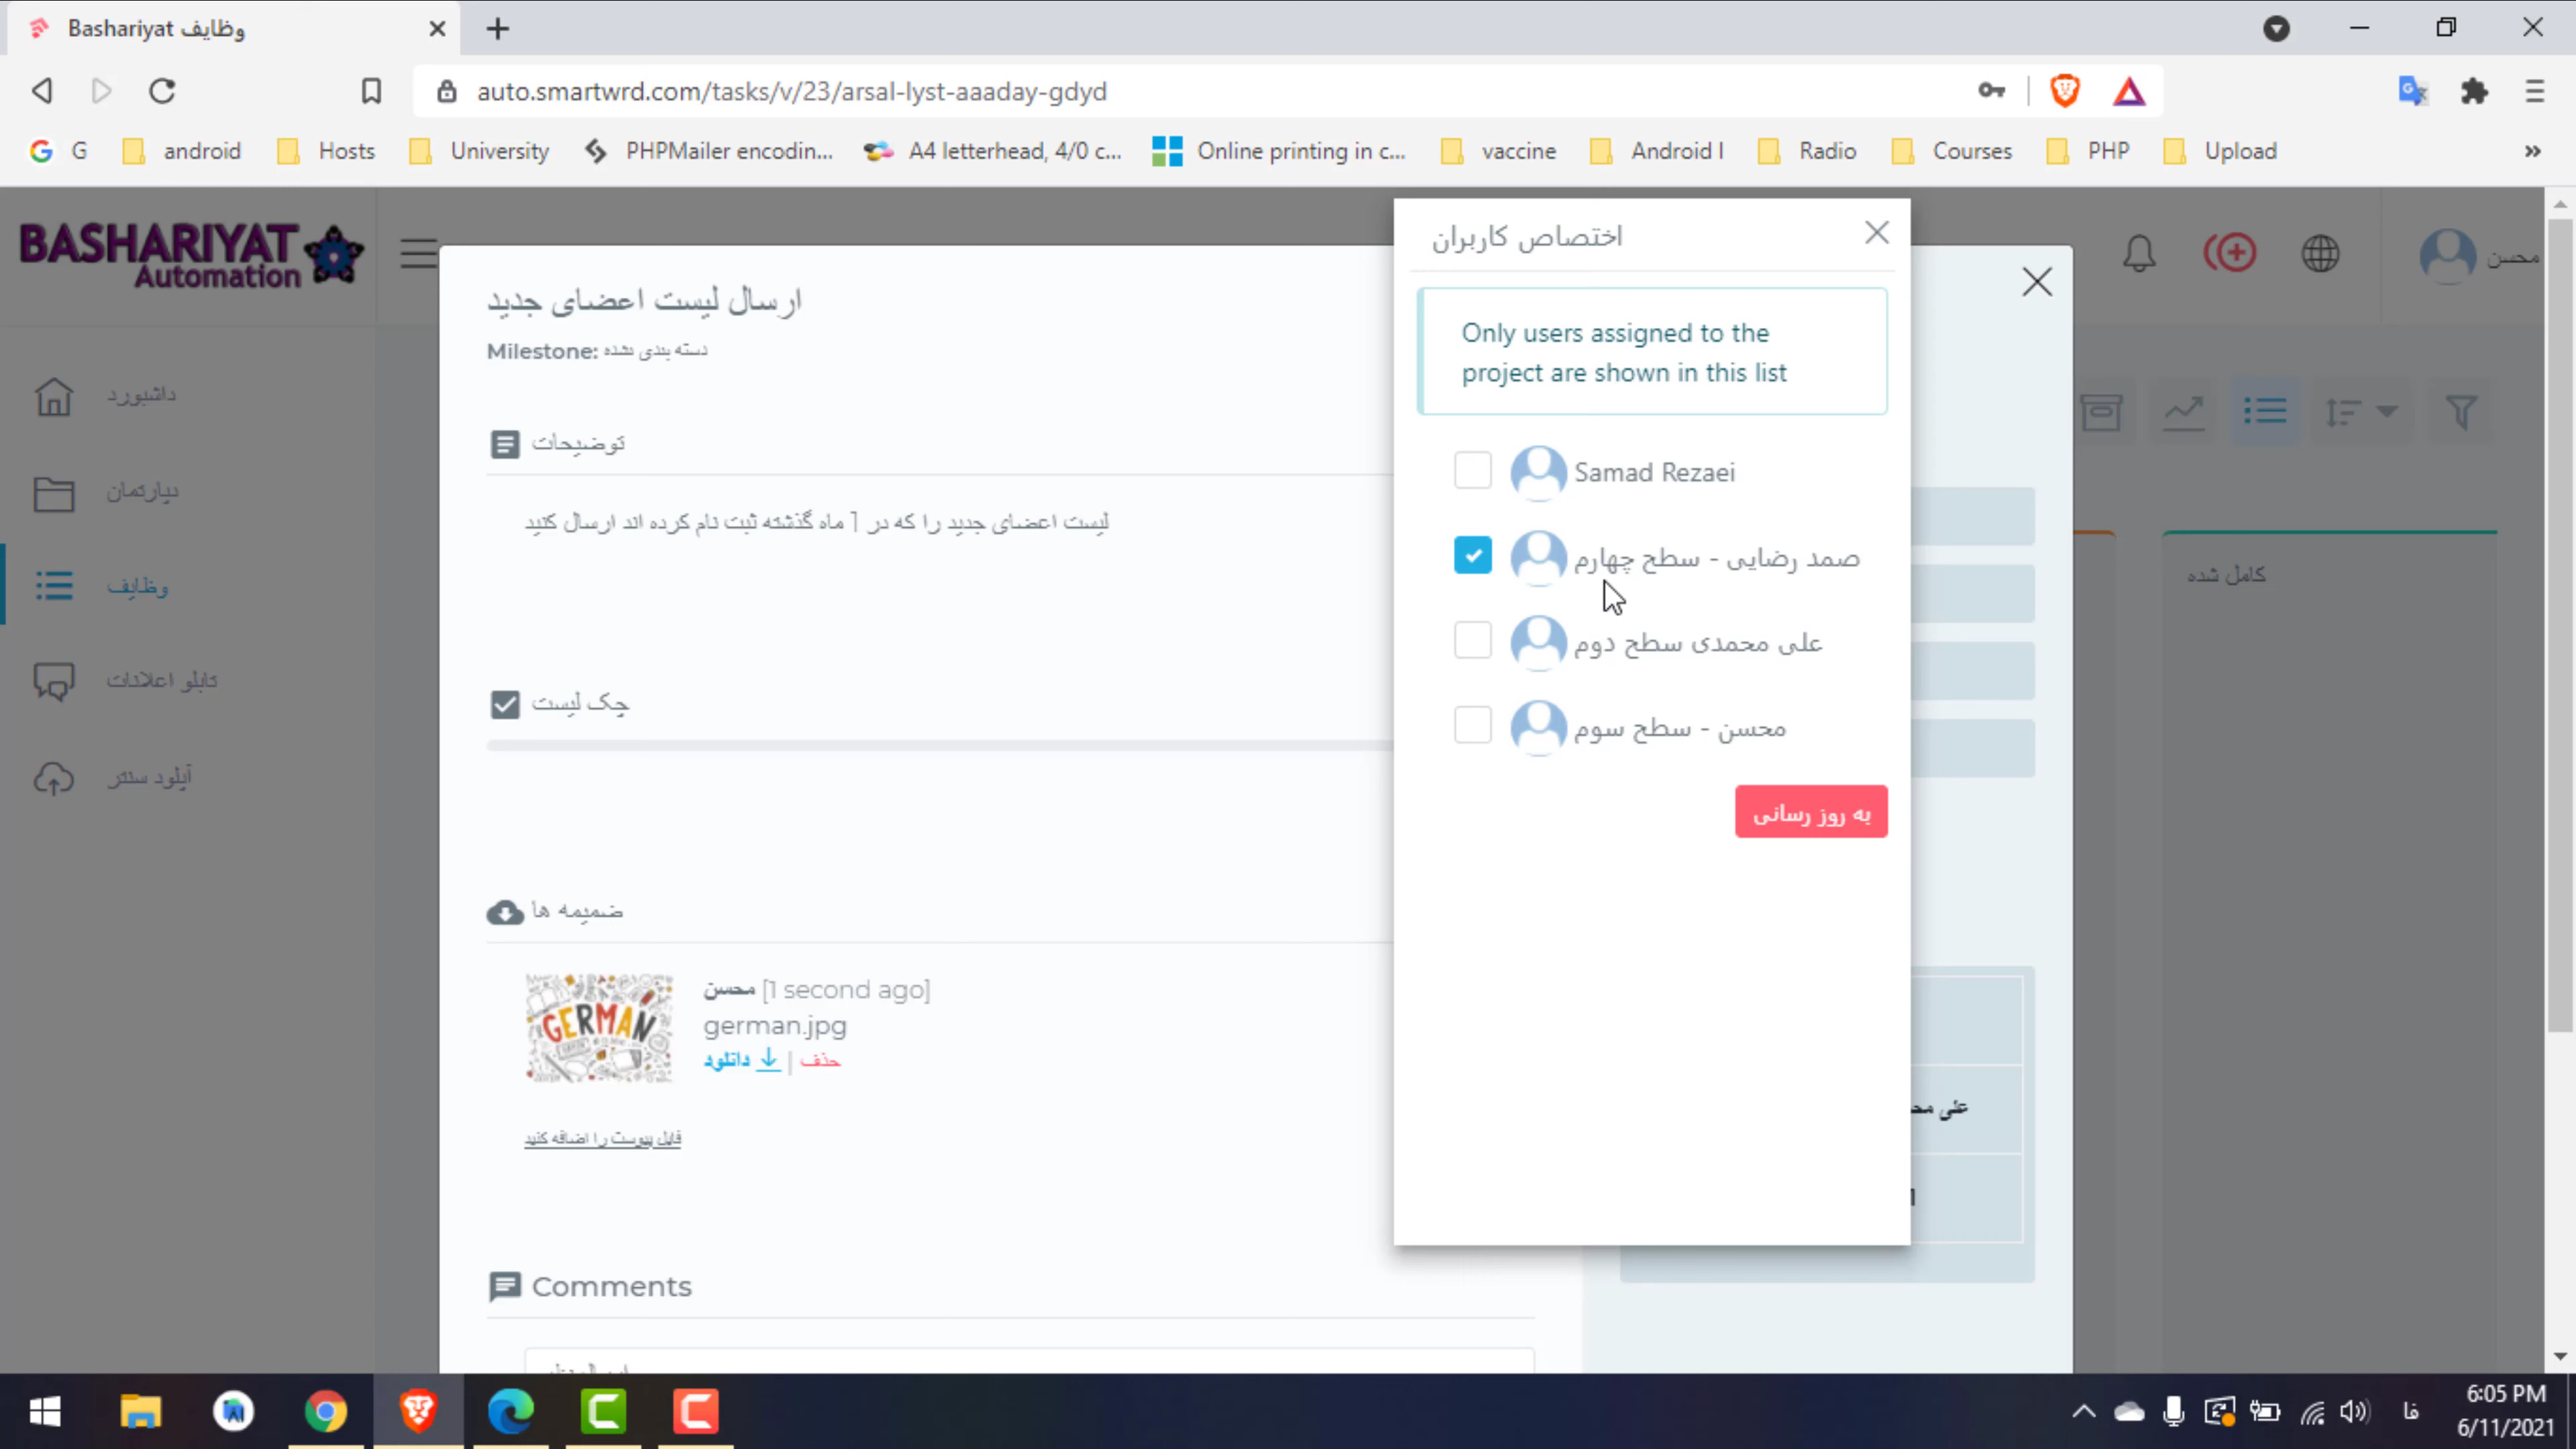 Bashariyat وظایف
auto.smartwrd.com/tasks/v/23/arsal-lyst-aaaday-gdyd
G
android
Hosts
University
PHPMailer encodin...
A4 letterhead, 4/0 c...
Online printing in c...
vaccine
Android I
Radio
Courses
PHP
Upload
BASHARIYAT
Automation
محسن
داشبورد
دپارتمان
وظایف
تابلو اعلانات
آپلود سنتر
ارسال لیست اعضای جدید
Milestone: دسته بندی نشده
توضیحات
لیست اعضای جدید را که در 1 ماه گذشته ثبت نام کرده اند ارسال کنید
چک لیست
ضمیمه ها
GERMAN
محسن [1 second ago]
german.jpg
دانلود | حذف
فایل پیوست را اضافه کنید
Comments
اختصاص کاربران
Only users assigned to the
project are shown in this list
Samad Rezaei
صمد رضایی - سطح چهارم
علی محمدی سطح دوم
محسن - سطح سوم
به روز رسانی
کامل شده
علی
فا
6:05 PM
6/11/2021